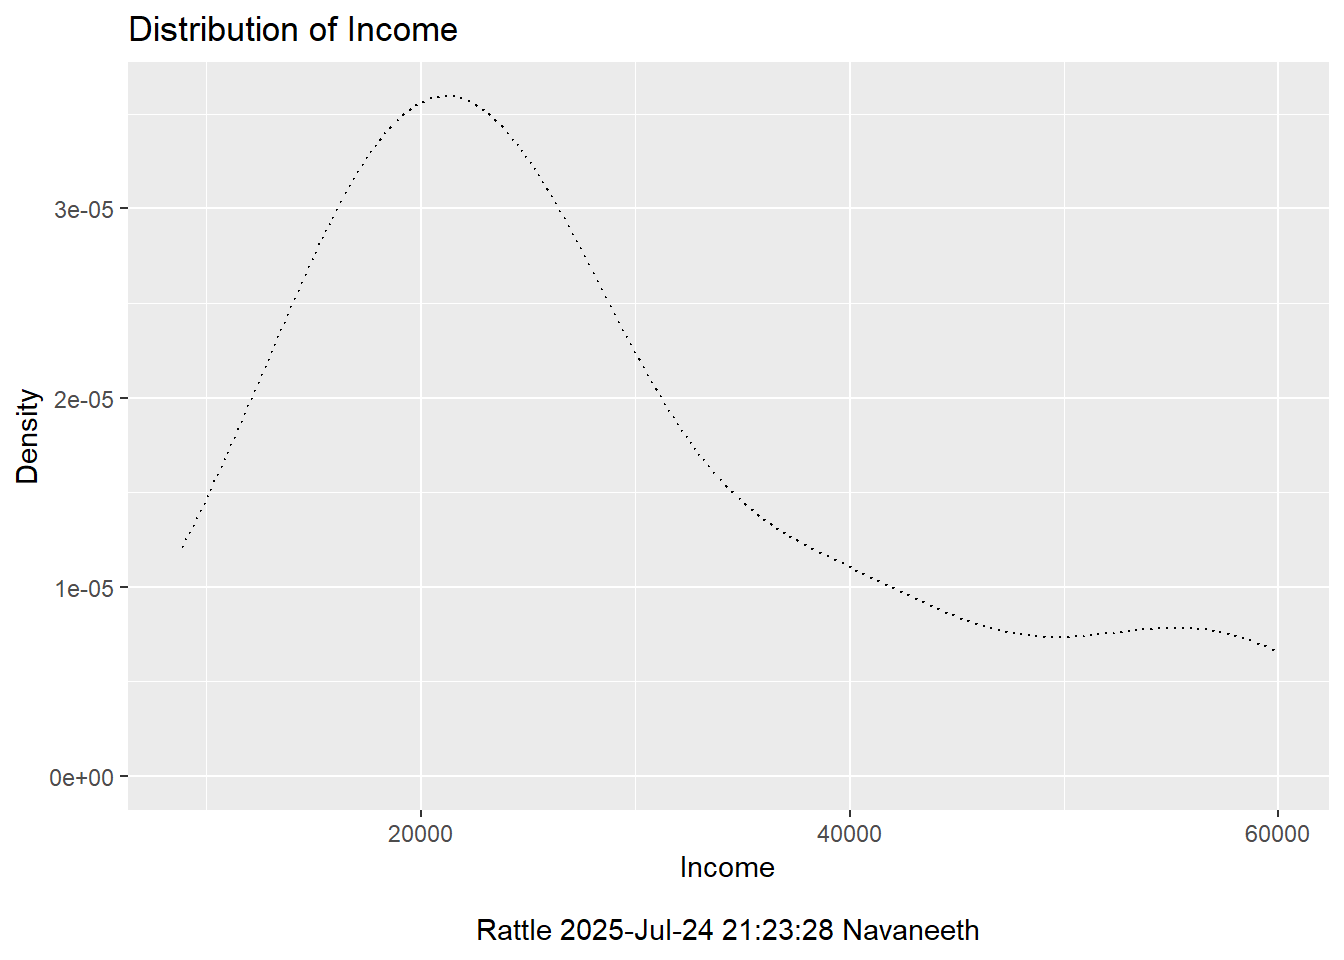 Distribution of Income
Density
3e-05
2e-05
1e-05
0e+00
20000 40000 60000
Income
Rattle 2025-Jul-24 21:23:28 Navaneeth